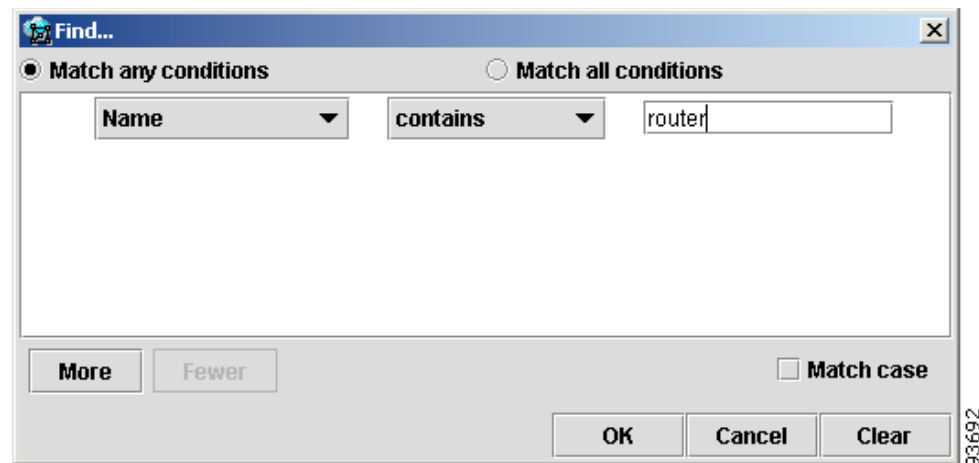 Find...
Match any conditions Match all conditions
Name contains router
More Fewer Match case
OK Cancel Clear
93692